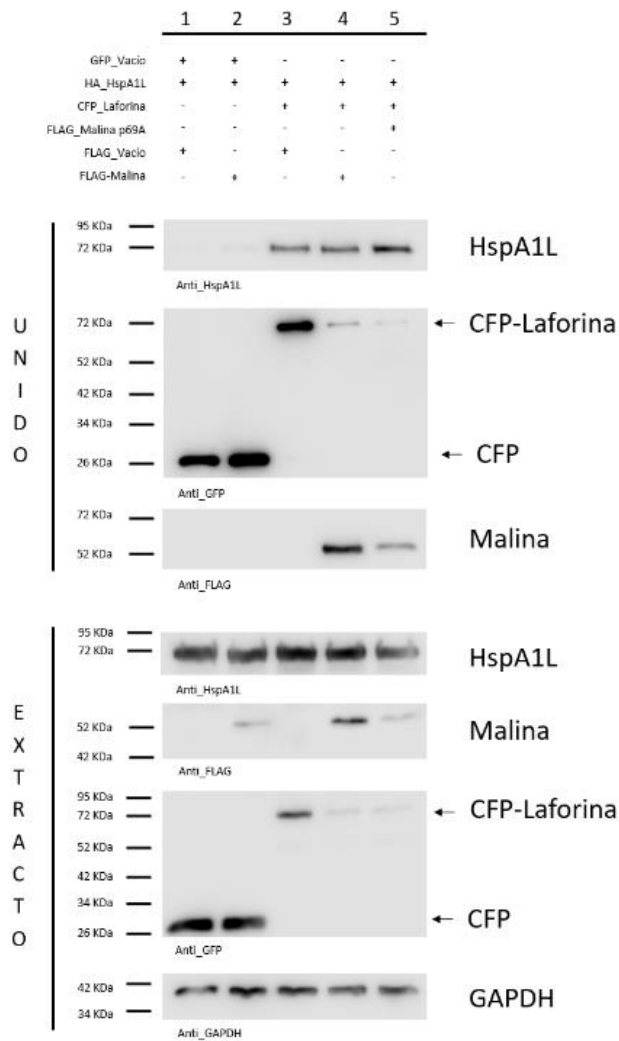 1 2 3 4 5
GFP_Vacio + + - - -
HA_HspA1L + + + + +
CFP_Laforina - - + + +
FLAG_Malina p69A - - - - +
FLAG_Vacio + - + - -
FLAG-Malina - + - + -
UNIDO
95 KDa
72 KDa
HspA1L
Anti_HspA1L
72 KDa
52 KDa
42 KDa
34 KDa
26 KDa
← CFP-Laforina
← CFP
Anti_GFP
72 KDa
52 KDa
Malina
Anti_FLAG
EXTRACTO
95 KDa
72 KDa
HspA1L
Anti_HspA1L
52 KDa
42 KDa
Malina
Anti_FLAG
95 KDa
72 KDa
52 KDa
42 KDa
34 KDa
26 KDa
← CFP-Laforina
← CFP
Anti_GFP
42 KDa
34 KDa
GAPDH
Anti_GAPDH